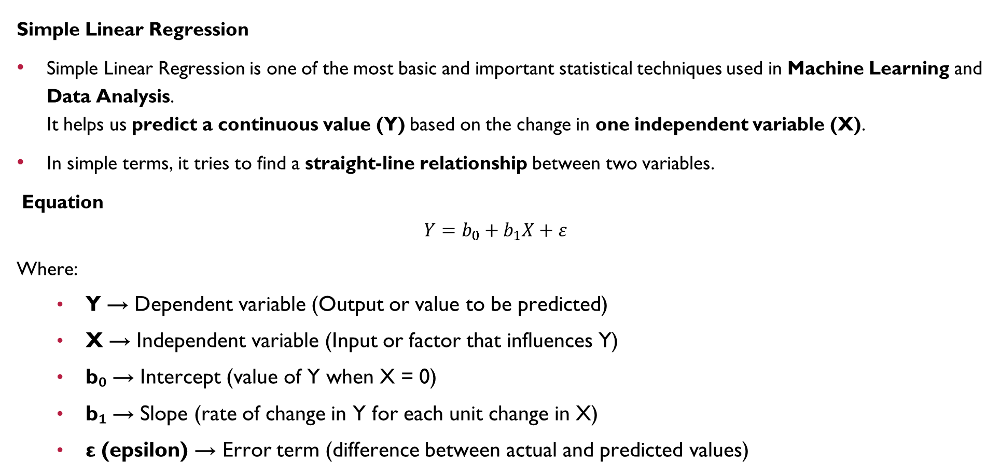 Simple Linear Regression
• Simple Linear Regression is one of the most basic and important statistical techniques used in Machine Learning and
Data Analysis.
It helps us predict a continuous value (Y) based on the change in one independent variable (X).
• In simple terms, it tries to find a straight-line relationship between two variables.
Equation
Y = b₀ + b₁X + ε
Where:
• Y → Dependent variable (Output or value to be predicted)
• X → Independent variable (Input or factor that influences Y)
• b₀ → Intercept (value of Y when X = 0)
• b₁ → Slope (rate of change in Y for each unit change in X)
• ε (epsilon) → Error term (difference between actual and predicted values)